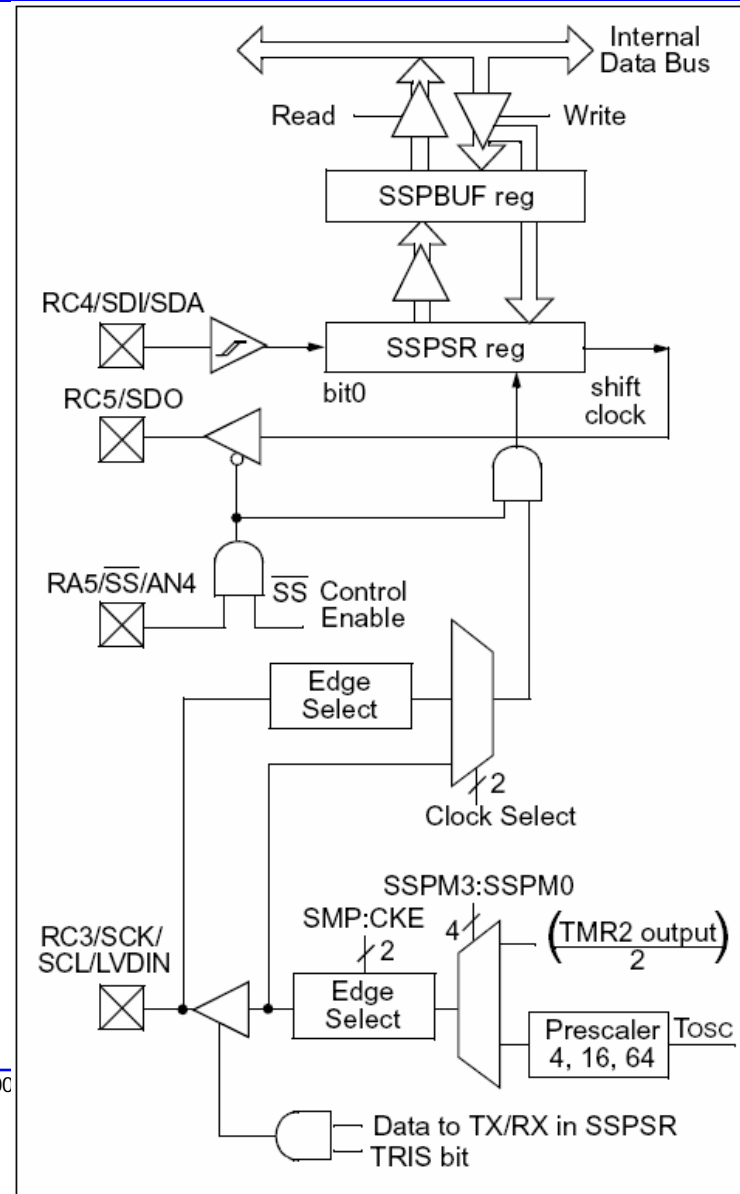 Internal
Data Bus
Read
Write
SSPBUF reg
RC4/SDI/SDA
SSPSR reg
bit0
shift
clock
RC5/SDO
RA5/SS/AN4
SS Control
Enable
Edge
Select
2
Clock Select
SSPM3:SSPM0
4
SMP:CKE
2
(TMR2 output)
2
RC3/SCK/
SCL/LVDIN
Edge
Select
Prescaler
4, 16, 64
Tosc
Data to TX/RX in SSPSR
TRIS bit